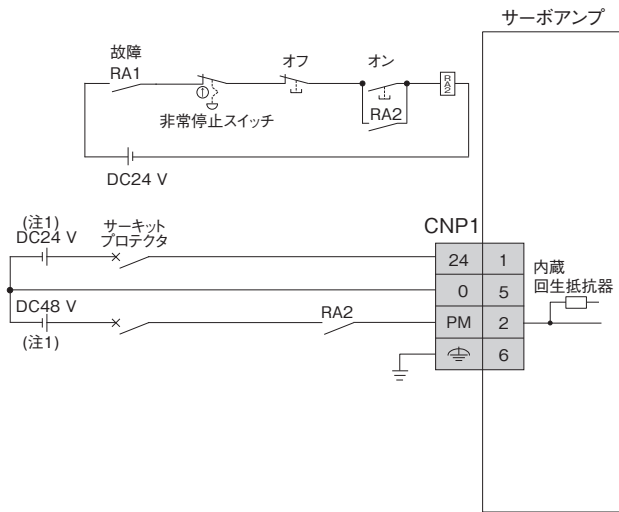 サーボアンプ
故障
RA1
オフ
オン
RA2
RA2
非常停止スイッチ
DC24 V
(注1)
DC24 V
サーキット
プロテクタ
CNP1
24 1
0 5
PM 2
6
内蔵
回生抵抗器
DC48 V
(注1)
RA2